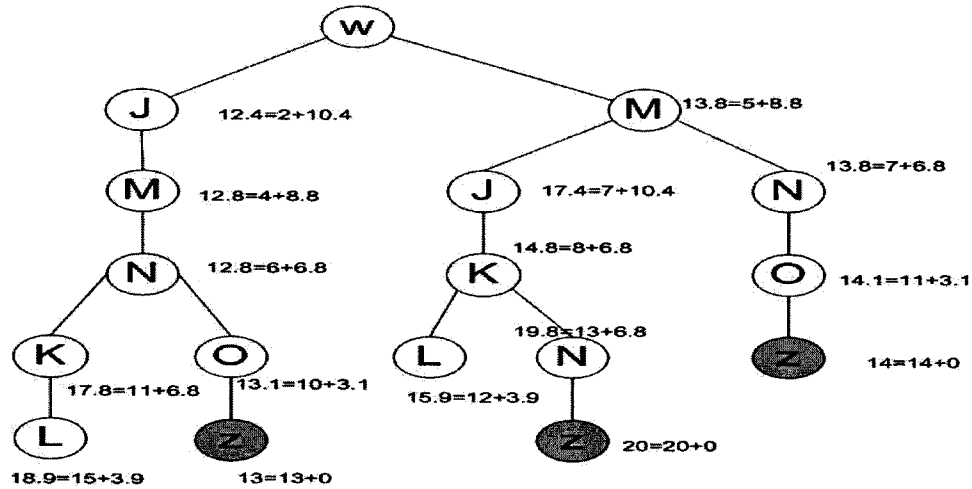 W
J 12.4=2+10.4 M 13.8=5+8.8
M 12.8=4+8.8 J 17.4=7+10.4 N 13.8=7+6.8
N 12.8=6+6.8 K 14.8=8+6.8 O 14.1=11+3.1
K 17.8=11+6.8 O 13.1=10+3.1 L 15.9=12+3.9 N 19.8=13+6.8 z 14=14+0
L 18.9=15+3.9 z 13=13+0 z 20=20+0